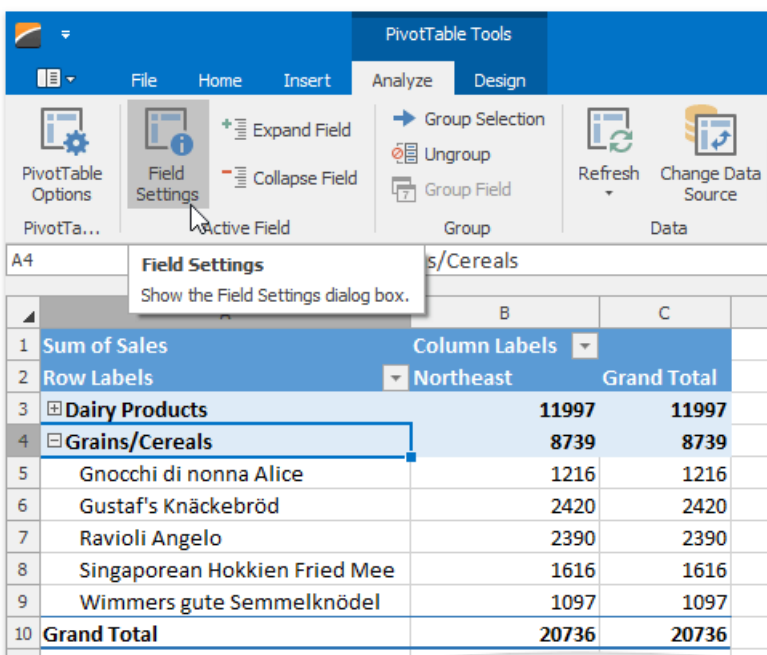 PivotTable Tools
File Home Insert Analyze Design
PivotTable Options
PivotTa...
Field Settings
Expand Field
Collapse Field
Active Field
Group Selection
Ungroup
7 Group Field
Group
Refresh
Change Data Source
Data
A4 s/Cereals
Field Settings
Show the Field Settings dialog box.
B C
1 Sum of Sales Column Labels
2 Row Labels Northeast Grand Total
3 Dairy Products 11997 11997
4 Grains/Cereals 8739 8739
5 Gnocchi di nonna Alice 1216 1216
6 Gustaf's Knäckebröd 2420 2420
7 Ravioli Angelo 2390 2390
8 Singaporean Hokkien Fried Mee 1616 1616
9 Wimmers gute Semmelknödel 1097 1097
10 Grand Total 20736 20736